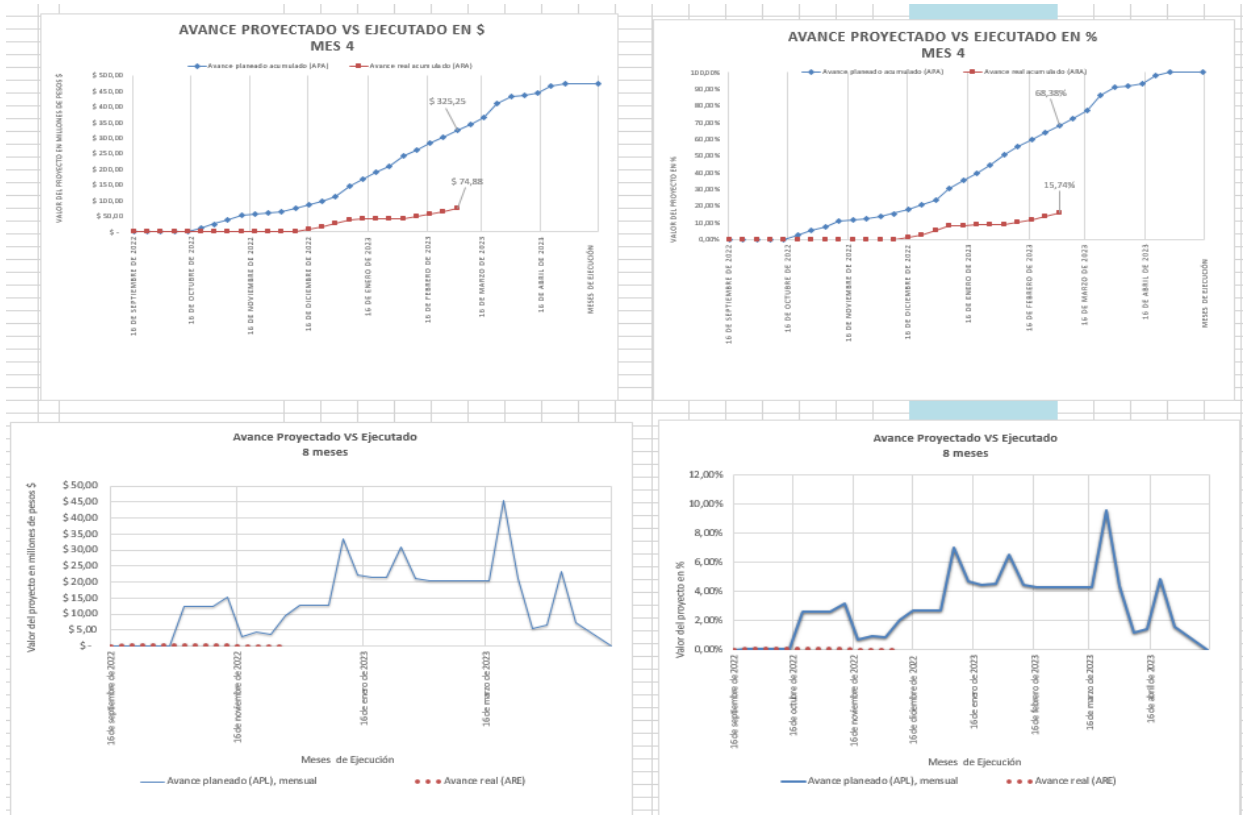 AVANCE PROYECTADO VS EJECUTADO EN $
MES 4
Avance planeado acumulado (APA)
Avance real acumulado (ARA)
VALOR DEL PROYECTO EN MILLONES DE PESOS $
$ 500,00
$ 450,00
$ 400,00
$ 350,00
$ 300,00
$ 250,00
$ 200,00
$ 150,00
$ 100,00
$ 50,00
$ -
$ 325,25
$ 74,88
16 DE SEPTIEMBRE DE 2022
16 DE OCTUBRE DE 2022
16 DE NOVIEMBRE DE 2022
16 DE DICIEMBRE DE 2022
16 DE ENERO DE 2023
16 DE FEBRERO DE 2023
16 DE MARZO DE 2023
16 DE ABRIL DE 2023
MESES DE EJECUCIÓN
AVANCE PROYECTADO VS EJECUTADO EN %
MES 4
Avance planeado acumulado (APA)
Avance real acumulado (ARA)
VALOR DEL PROYECTO EN %
100,00%
90,00%
80,00%
70,00%
60,00%
50,00%
40,00%
30,00%
20,00%
10,00%
0,00%
68,38%
15,74%
16 DE SEPTIEMBRE DE 2022
16 DE OCTUBRE DE 2022
16 DE NOVIEMBRE DE 2022
16 DE DICIEMBRE DE 2022
16 DE ENERO DE 2023
16 DE FEBRERO DE 2023
16 DE MARZO DE 2023
16 DE ABRIL DE 2023
MESES DE EJECUCIÓN
Avance Proyectado VS Ejecutado
8 meses
Valor del proyecto en millones de pesos $
$ 50,00
$ 45,00
$ 40,00
$ 35,00
$ 30,00
$ 25,00
$ 20,00
$ 15,00
$ 10,00
$ 5,00
$ -
16 de septiembre de 2022
16 de noviembre de 2022
16 de enero de 2023
16 de marzo de 2023
Meses de Ejecución
Avance planeado (APL), mensual
Avance real (ARE)
Avance Proyectado VS Ejecutado
8 meses
Valor del proyecto en %
12,00%
10,00%
8,00%
6,00%
4,00%
2,00%
0,00%
16 de septiembre de 2022
16 de octubre de 2022
16 de noviembre de 2022
16 de diciembre de 2022
16 de enero de 2023
16 de febrero de 2023
16 de marzo de 2023
16 de abril de 2023
Meses de Ejecución
Avance planeado (APL), mensual
Avance real (ARE)